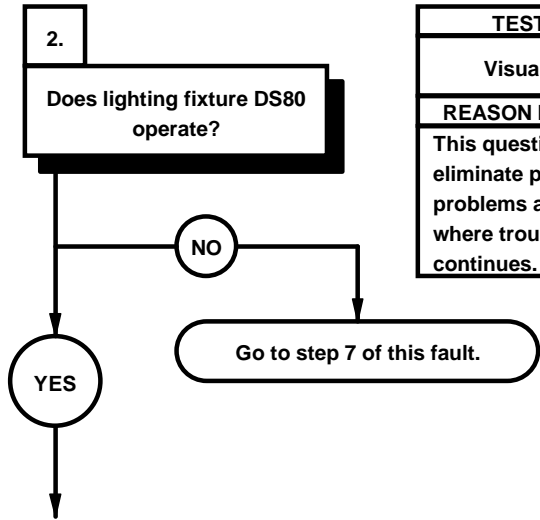 2.
Does lighting fixture DS80
operate?
NO
Go to step 7 of this fault.
YES
TEST
Visua
REASON
This questi
eliminate p
problems a
where trou
continues.